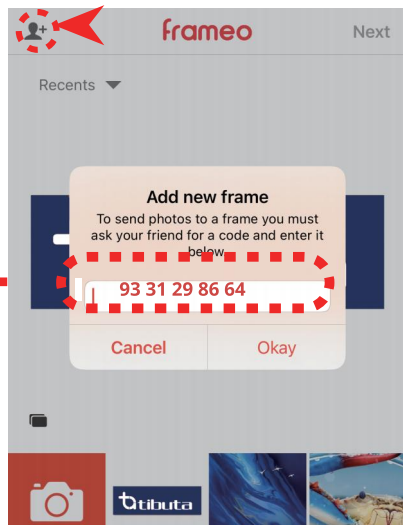 frameo
Next
Recents
Add new frame
To send photos to a frame you must
ask your friend for a code and enter it
below
93 31 29 86 64
Cancel
Okay
tibuta